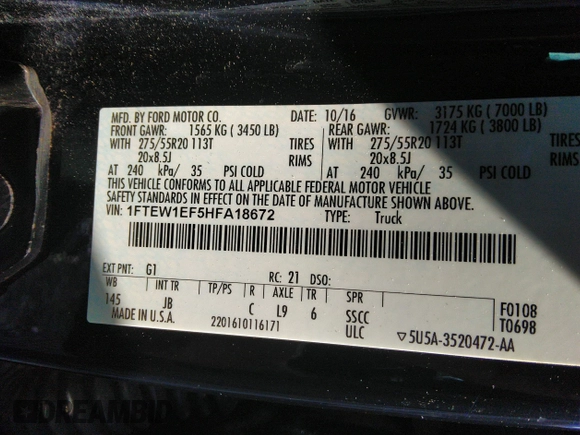 MFD. BY FORD MOTOR CO. DATE: 10/16 GVWR: 3175 KG ( 7000 LB)
FRONT GAWR: 1565 KG ( 3450 LB) REAR GAWR: 1724 KG ( 3800 LB)
WITH 275/55R20 113T TIRES WITH 275/55R20 113T TIRES
20x8.5J RIMS 20x8.5J RIMS
AT 240 kPa/ 35 PSI COLD AT 240 kPa/ 35 PSI COLD
THIS VEHICLE CONFORMS TO ALL APPLICABLE FEDERAL MOTOR VEHICLE
SAFETY STANDARDS IN EFFECT ON THE DATE OF MANUFACTURE SHOWN ABOVE.
VIN: 1FTEW1EF5HFA18672 TYPE: Truck
EXT PNT: G1 RC: 21 DSO:
WB INT TR TP/PS R AXLE TR SPR F0108
145 JB C L9 6 SSCC T0698
MADE IN U.S.A. 2201610116171 ULC ▽5U5A-3520472-AA
DREAMBID